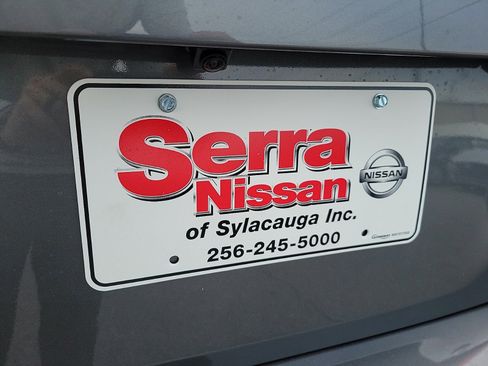 Serra
Nissan
NISSAN
of Sylacauga Inc.
256-245-5000